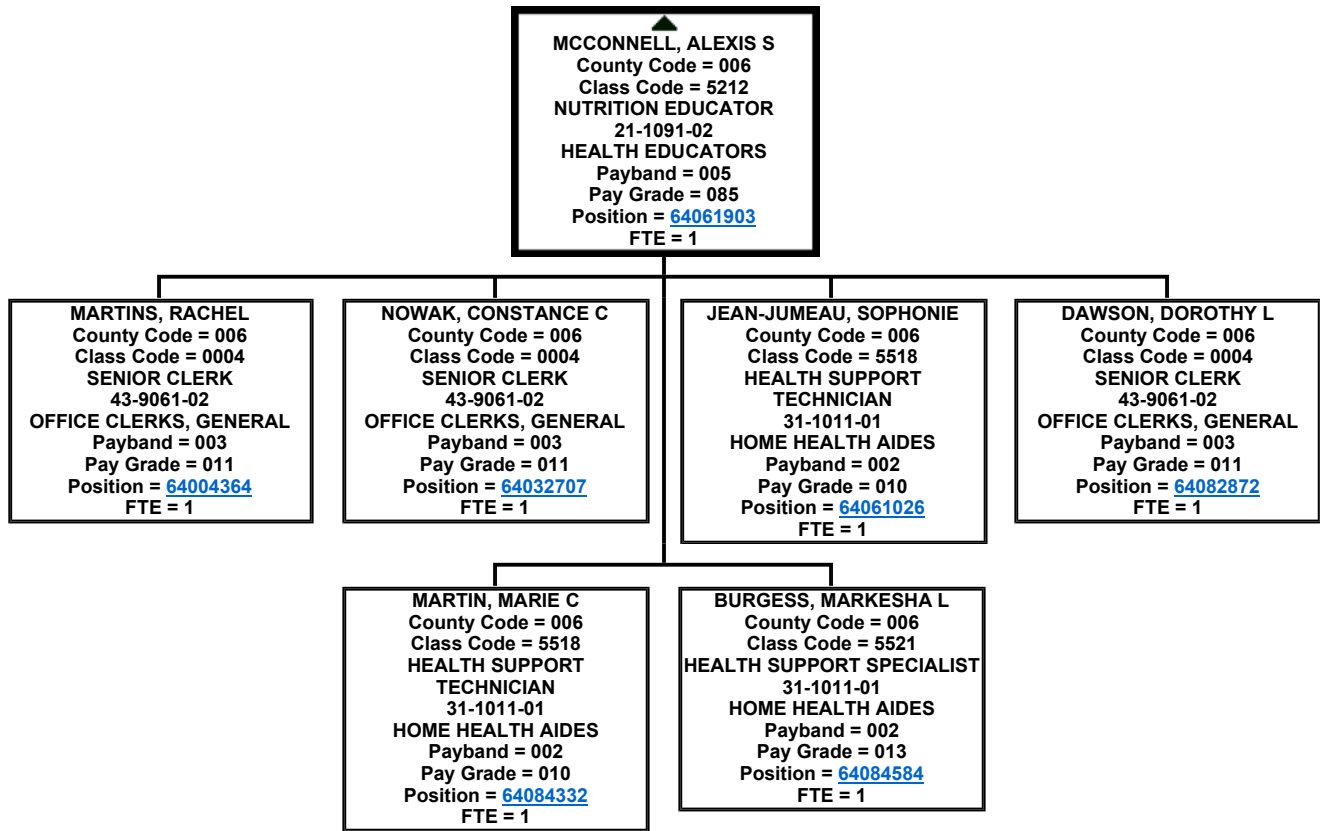 MCCONNELL, ALEXIS S
County Code = 006
Class Code = 5212
NUTRITION EDUCATOR
21-1091-02
HEALTH EDUCATORS
Payband = 005
Pay Grade = 085
Position = 64061903
FTE = 1
MARTINS, RACHEL
County Code = 006
Class Code = 0004
SENIOR CLERK
43-9061-02
OFFICE CLERKS, GENERAL
Payband = 003
Pay Grade = 011
Position = 64004364
FTE = 1
NOWAK, CONSTANCE C
County Code = 006
Class Code = 0004
SENIOR CLERK
43-9061-02
OFFICE CLERKS, GENERAL
Payband = 003
Pay Grade = 011
Position = 64032707
FTE = 1
JEAN-JUMEAU, SOPHONIE
County Code = 006
Class Code = 5518
HEALTH SUPPORT
TECHNICIAN
31-1011-01
HOME HEALTH AIDES
Payband = 002
Pay Grade = 010
Position = 64061026
FTE = 1
DAWSON, DOROTHY L
County Code = 006
Class Code = 0004
SENIOR CLERK
43-9061-02
OFFICE CLERKS, GENERAL
Payband = 003
Pay Grade = 011
Position = 64082872
FTE = 1
MARTIN, MARIE C
County Code = 006
Class Code = 5518
HEALTH SUPPORT
TECHNICIAN
31-1011-01
HOME HEALTH AIDES
Payband = 002
Pay Grade = 010
Position = 64084332
FTE = 1
BURGESS, MARKESHA L
County Code = 006
Class Code = 5521
HEALTH SUPPORT SPECIALIST
31-1011-01
HOME HEALTH AIDES
Payband = 002
Pay Grade = 013
Position = 64084584
FTE = 1